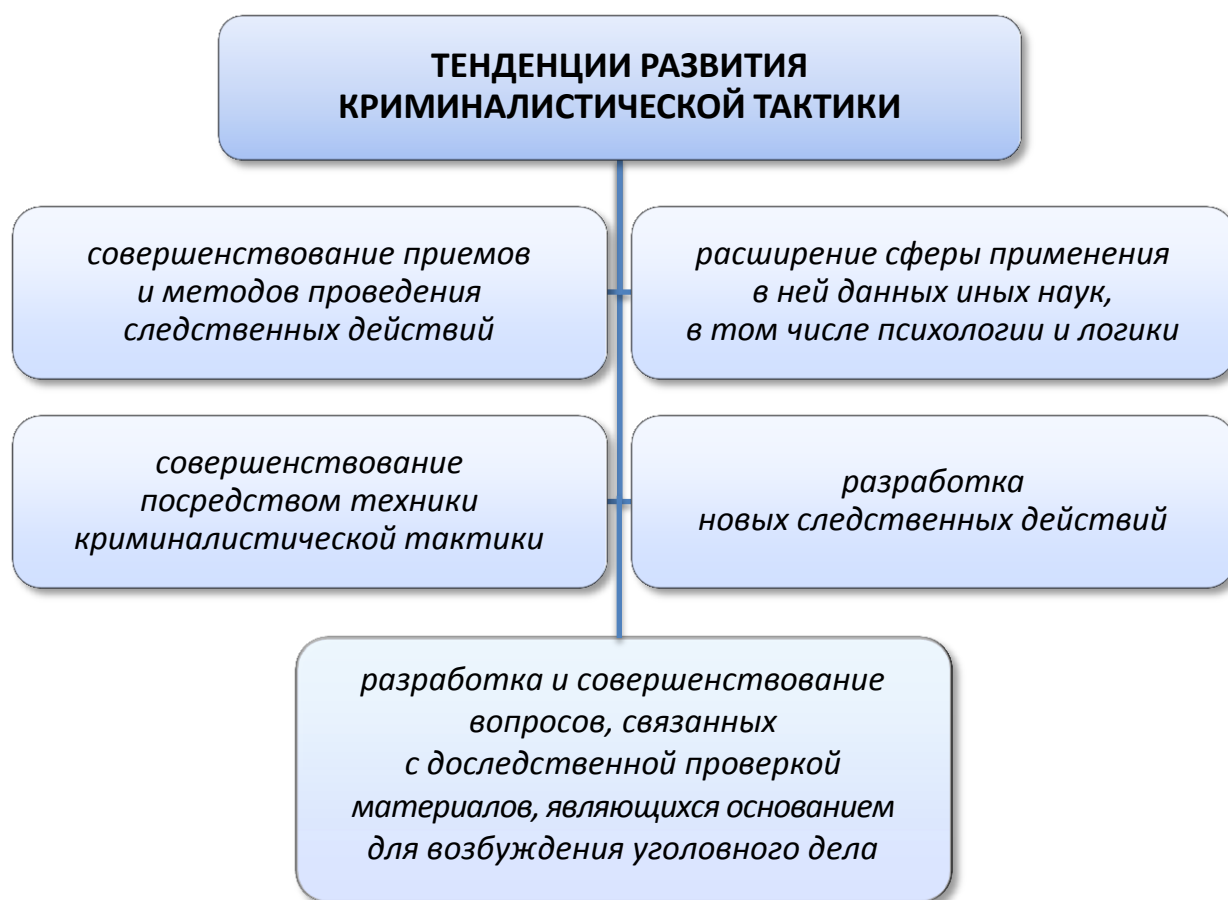 ТЕНДЕНЦИИ РАЗВИТИЯ
КРИМИНАЛИСТИЧЕСКОЙ ТАКТИКИ
совершенствование приемов
и методов проведения
следственных действий
расширение сферы применения
в ней данных иных наук,
в том числе психологии и логики
совершенствование
посредством техники
криминалистической тактики
разработка
новых следственных действий
разработка и совершенствование
вопросов, связанных
с доследственной проверкой
материалов, являющихся основанием
для возбуждения уголовного дела